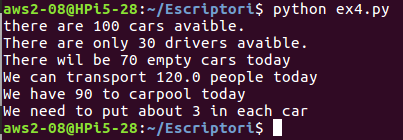 aws2-08@HPi5-28:~/Escriptori$ python ex4.py
there are 100 cars avaible.
There are only 30 drivers avaible.
There wil be 70 empty cars today
We can transport 120.0 people today
We have 90 to carpool today
We need to put about 3 in each car
aws2-08@HPi5-28:~/Escriptori$